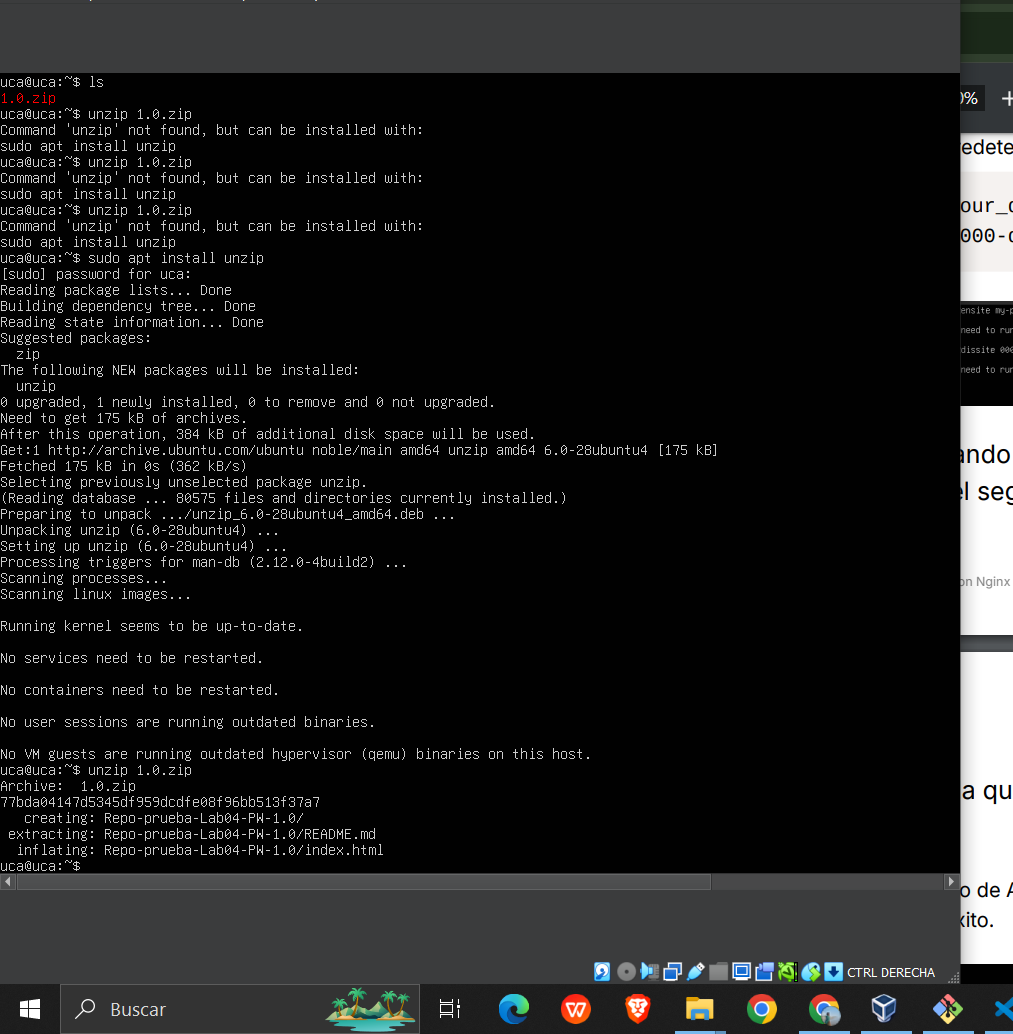 uca@uca:~$ ls
1.0.zip
uca@uca:~$ unzip 1.0.zip
Command 'unzip' not found, but can be installed with:
sudo apt install unzip
uca@uca:~$ unzip 1.0.zip
Command 'unzip' not found, but can be installed with:
sudo apt install unzip
uca@uca:~$ unzip 1.0.zip
Command 'unzip' not found, but can be installed with:
sudo apt install unzip
uca@uca:~$ sudo apt install unzip
[sudo] password for uca:
Reading package lists... Done
Building dependency tree... Done
Reading state information... Done
Suggested packages:
  zip
The following NEW packages will be installed:
  unzip
0 upgraded, 1 newly installed, 0 to remove and 0 not upgraded.
Need to get 175 kB of archives.
After this operation, 384 kB of additional disk space will be used.
Get:1 http://archive.ubuntu.com/ubuntu noble/main amd64 unzip amd64 6.0-28ubuntu4 [175 kB]
Fetched 175 kB in 0s (362 kB/s)
Selecting previously unselected package unzip.
(Reading database ... 80575 files and directories currently installed.)
Preparing to unpack .../unzip_6.0-28ubuntu4_amd64.deb ...
Unpacking unzip (6.0-28ubuntu4) ...
Setting up unzip (6.0-28ubuntu4) ...
Processing triggers for man-db (2.12.0-4build2) ...
Scanning processes...
Scanning linux images...
Running kernel seems to be up-to-date.
No services need to be restarted.
No containers need to be restarted.
No user sessions are running outdated binaries.
No VM guests are running outdated hypervisor (qemu) binaries on this host.
uca@uca:~$ unzip 1.0.zip
Archive:  1.0.zip
77bda04147d5345df959dcdfe08f96bb513f37a7
   creating: Repo-prueba-Lab04-PW-1.0/
 extracting: Repo-prueba-Lab04-PW-1.0/README.md
  inflating: Repo-prueba-Lab04-PW-1.0/index.html
uca@uca:~$
CTRL DERECHA
0%
edete
our_d
000-d
ensite my-p
need to run
dissite 000
need to run
ando
el seg
on Nginx
a qu
o de A
xito.
Buscar